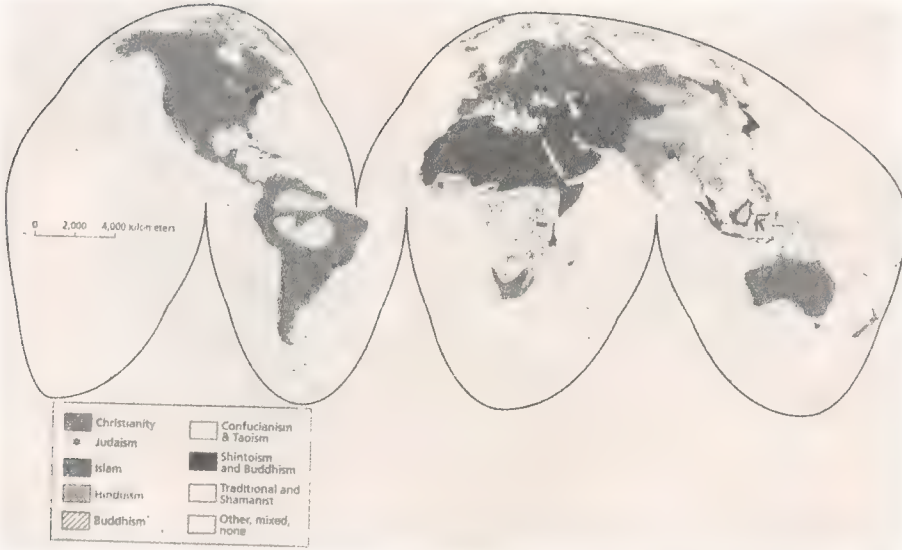 0 2,000 4,000 kilometers
Christianity
Judaism
Islam
Hinduism
Buddhism
Confucianism
& Taoism
Shintoism
and Buddhism
Traditional and
Shamanist
Other, mixed,
none